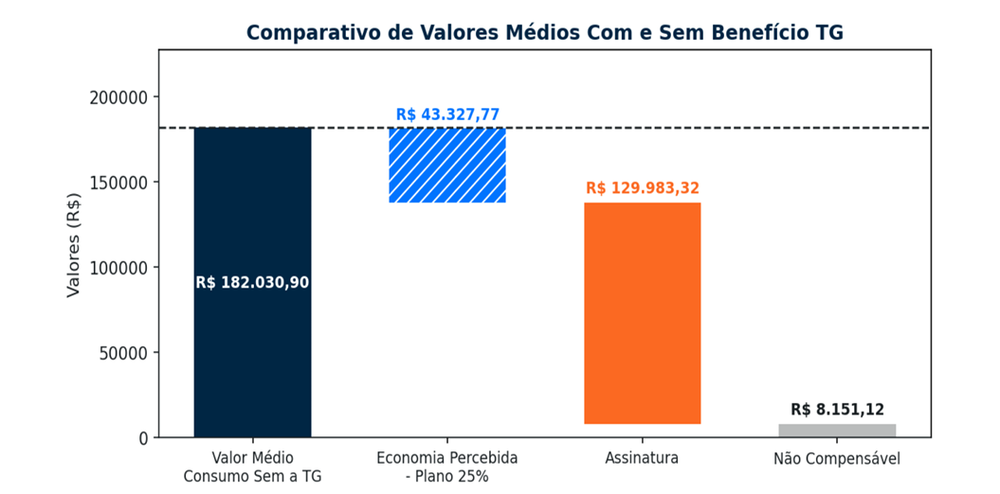 Comparativo de Valores Médios Com e Sem Benefício TG
Valores (R$)
200000
150000
100000
50000
0
R$ 182.030,90
R$ 43.327,77
R$ 129.983,32
R$ 8.151,12
Valor Médio
Consumo Sem a TG
Economia Percebida
- Plano 25%
Assinatura
Não Compensável